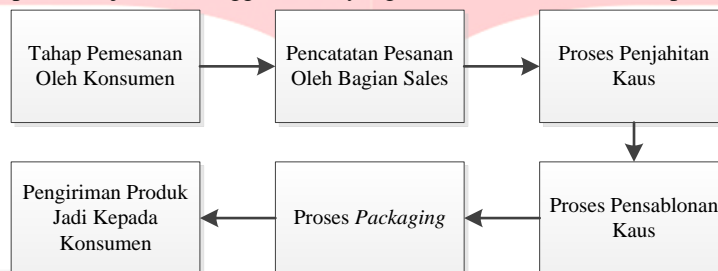 Tahap Pemesanan
Oleh Konsumen
Pencatatan Pesanan
Oleh Bagian Sales
Proses Penjahitan
Kaus
Proses Pensablonan
Kaus
Proses Packaging
Pengiriman Produk
Jadi Kepada
Konsumen